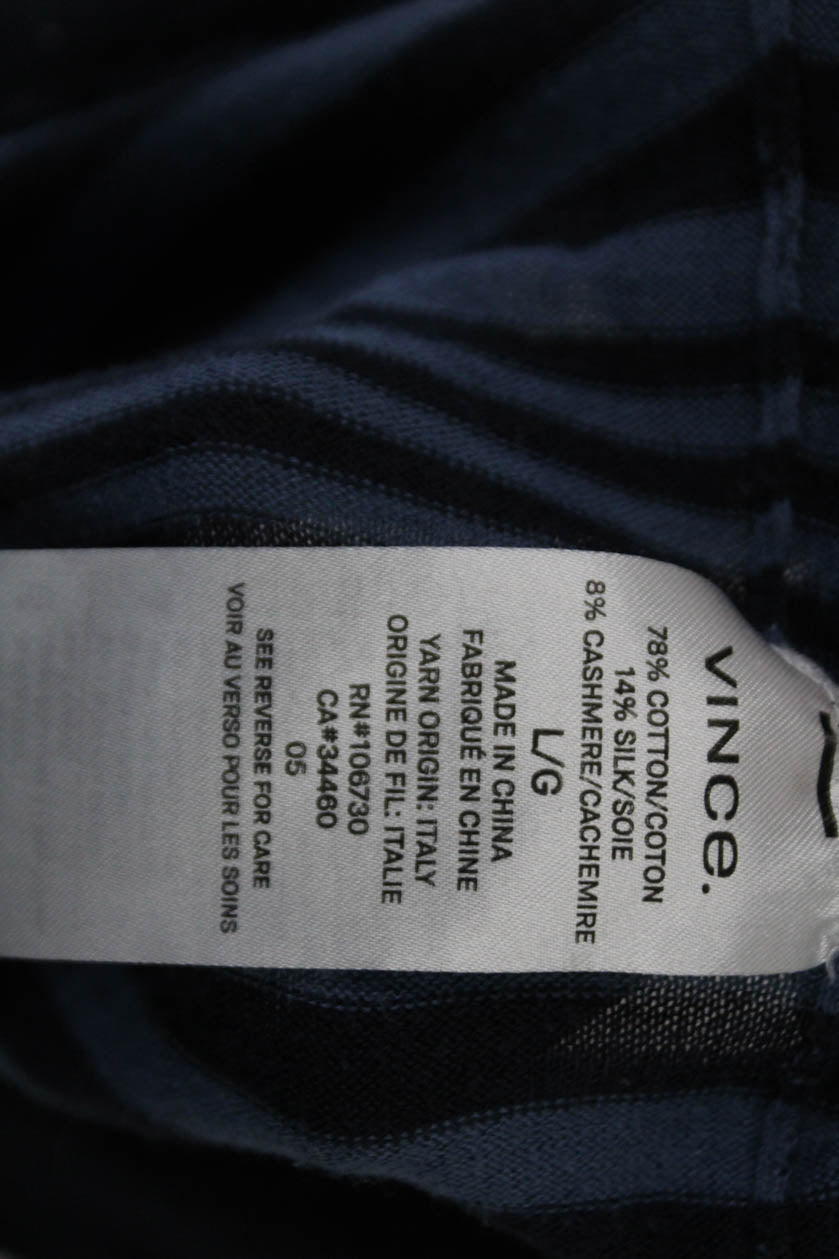 VINCE.
78% COTTON/COTON
14% SILK/SOIE
8% CASHMERE/CACHEMIRE
L/G
MADE IN CHINA
FABRIQUÉ EN CHINE
YARN ORIGIN: ITALY
ORIGINE DE FIL: ITALIE
RN#106730
CA#34460
05
SEE REVERSE FOR CARE
VOIR AU VERSO POUR LES SOINS